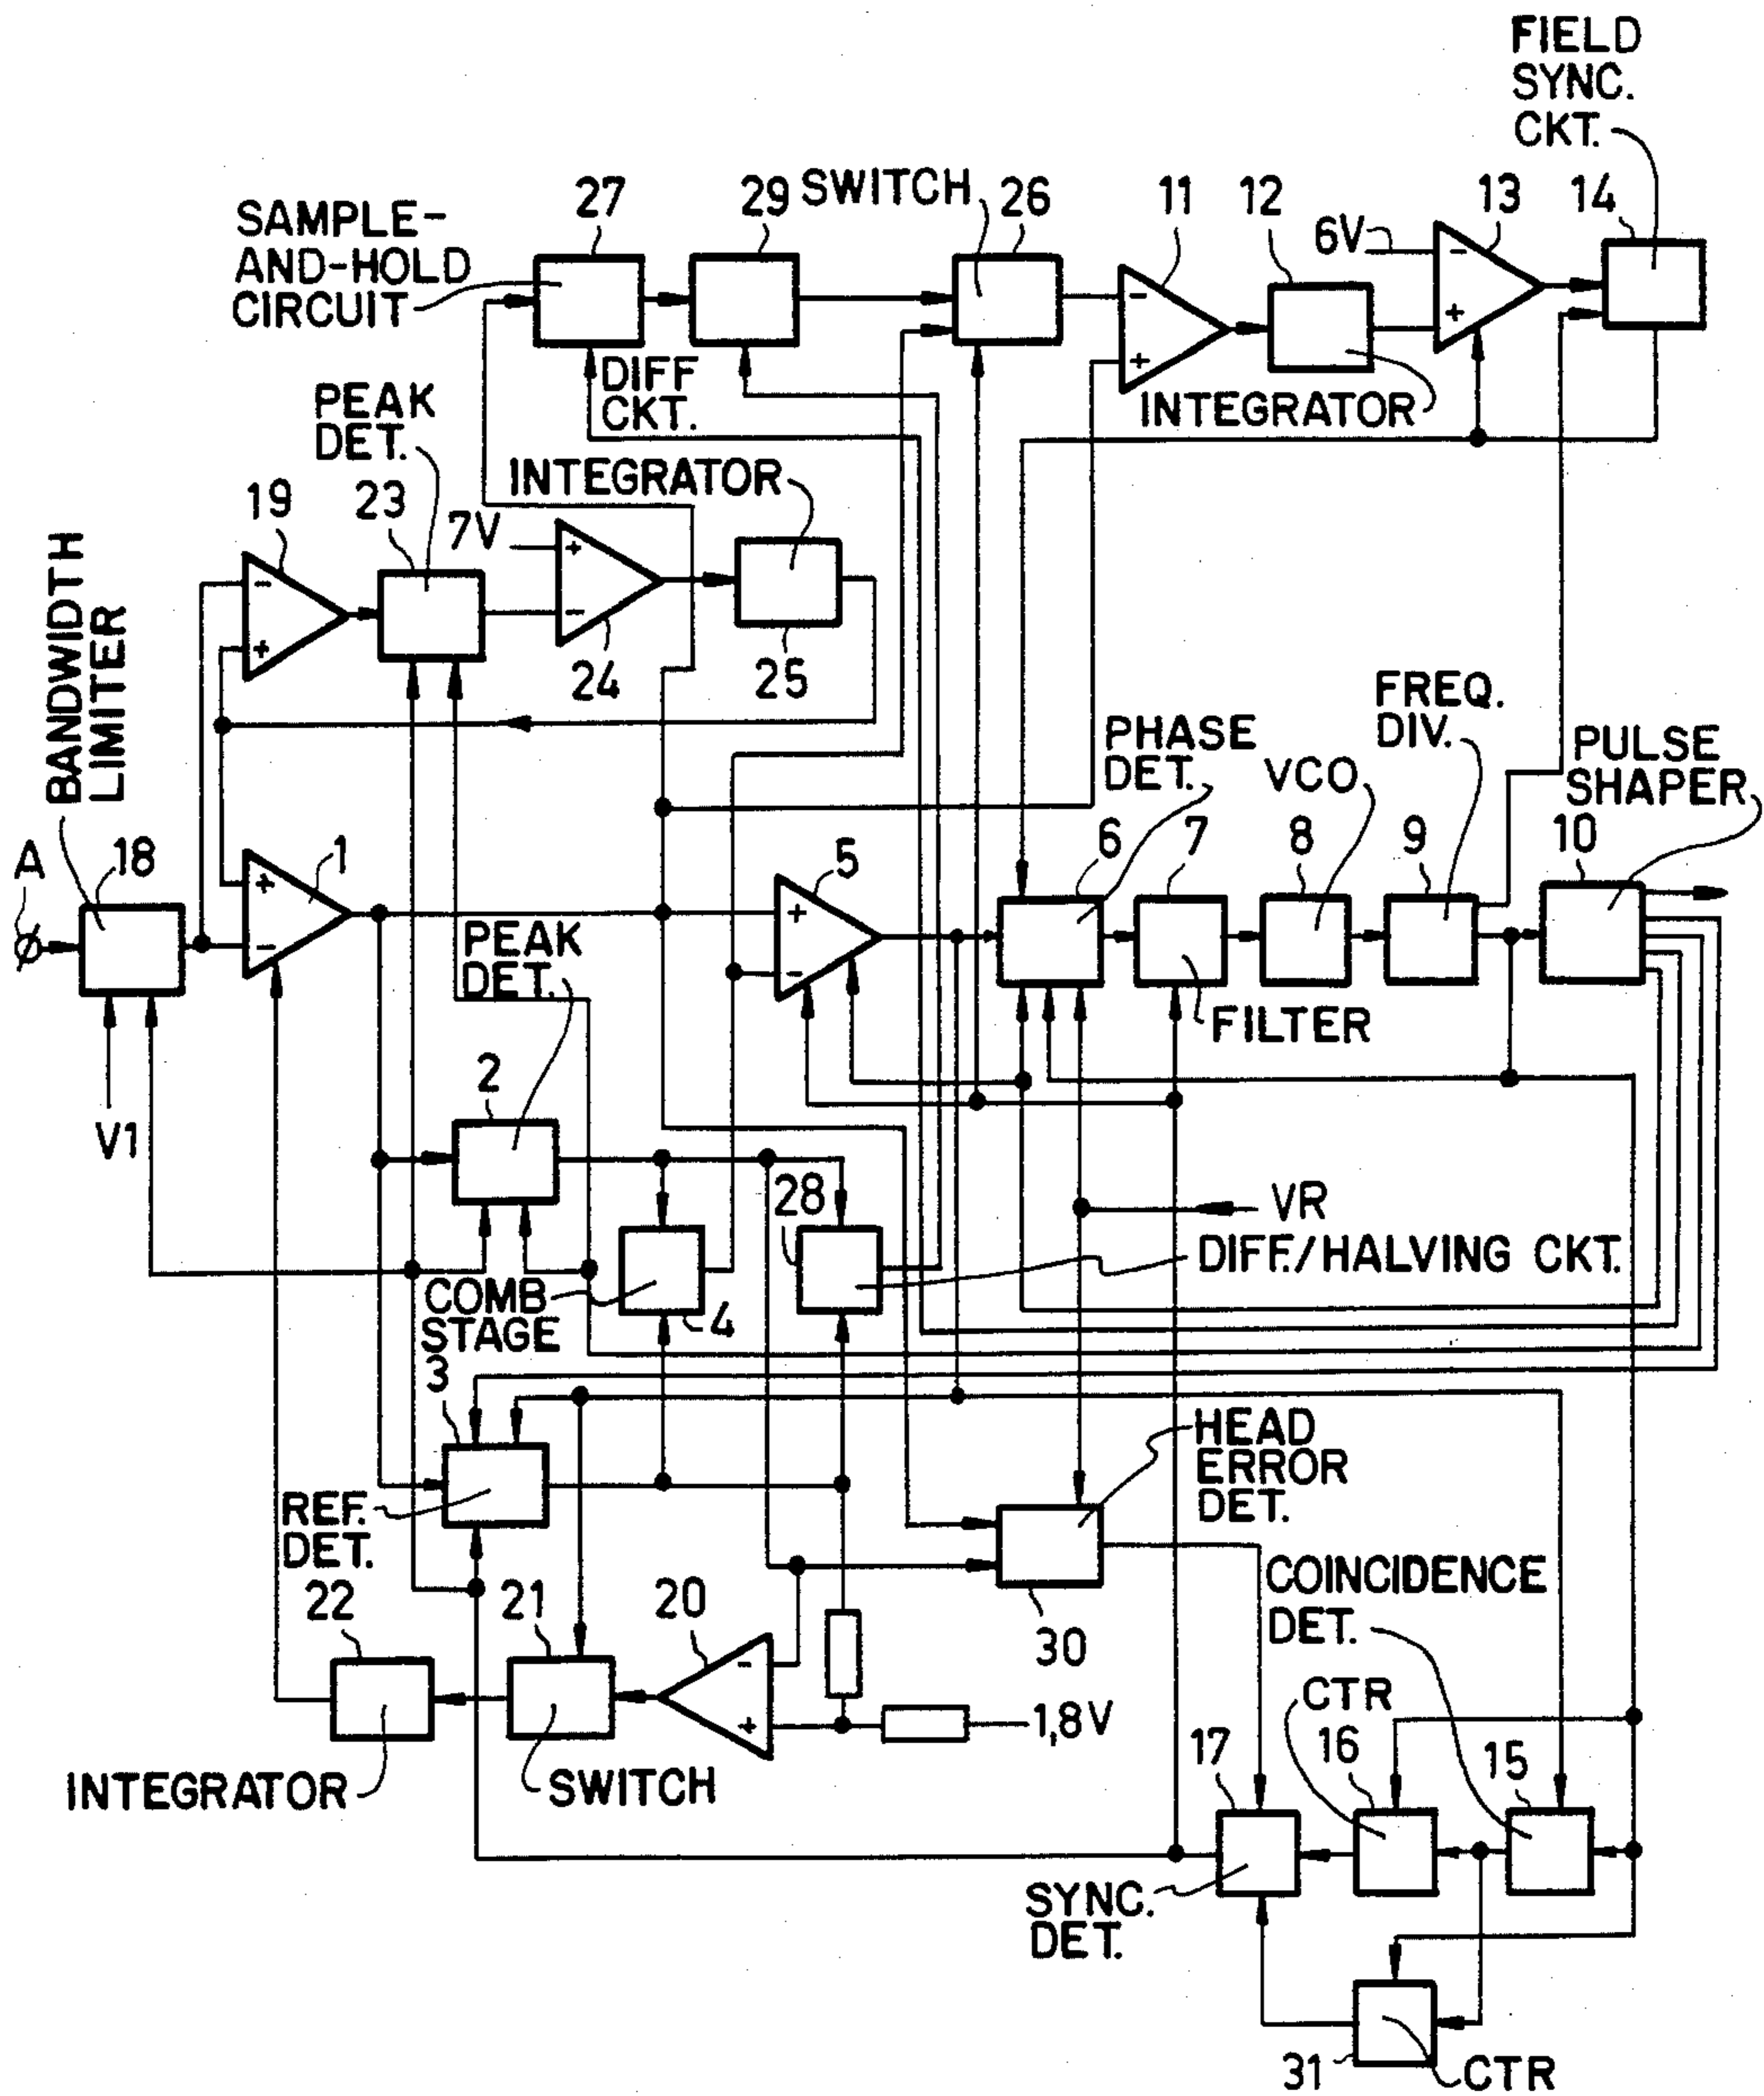 FIELD
SYNC.
CKT.
27
29
SWITCH
26
11
12
13
14
SAMPLE-
AND-HOLD
CIRCUIT
6V
-
+
-
+
DIFF
CKT.
INTEGRATOR
PEAK
DET.
INTEGRATOR
19
23
7V
+
-
-
+
24
25
BANDWIDTH
LIMITER
FREQ.
DIV.
PHASE
DET.
VCO
PULSE
SHAPER
A
18
1
5
6
7
8
9
10
+
-
+
-
PEAK
DET.
FILTER
2
V1
28
VR
DIFF./HALVING CKT.
COMB
STAGE
4
3
HEAD
ERROR
DET.
REF.
DET.
COINCIDENCE
DET.
22
21
20
30
-
+
1,8V
CTR
17
16
15
INTEGRATOR
SWITCH
SYNC.
DET.
31
CTR